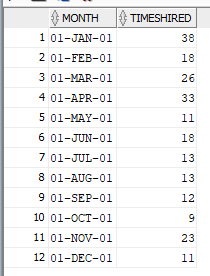 MONTH TIMESHIRED
1 01-JAN-01 38
2 01-FEB-01 18
3 01-MAR-01 26
4 01-APR-01 33
5 01-MAY-01 11
6 01-JUN-01 18
7 01-JUL-01 13
8 01-AUG-01 13
9 01-SEP-01 12
10 01-OCT-01 9
11 01-NOV-01 23
12 01-DEC-01 11